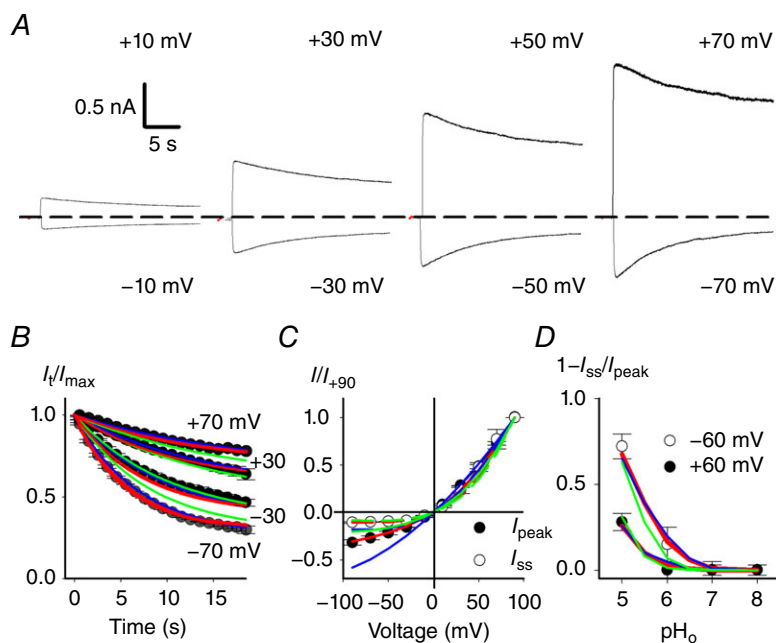 A
+10 mV +30 mV +50 mV +70 mV
0.5 nA
5 s
−10 mV −30 mV −50 mV −70 mV
B
It/Imax
1.0
0.5
0.0
+70 mV
+30
−30
−70 mV
0 5 10 15
Time (s)
C
I/I+90
1.0
0.5
0.0
−0.5
Ipeak
Iss
−100 −50 0 50 100
Voltage (mV)
D
1−Iss/Ipeak
1.0
0.5
0.0
−60 mV
+60 mV
5 6 7 8
pHo